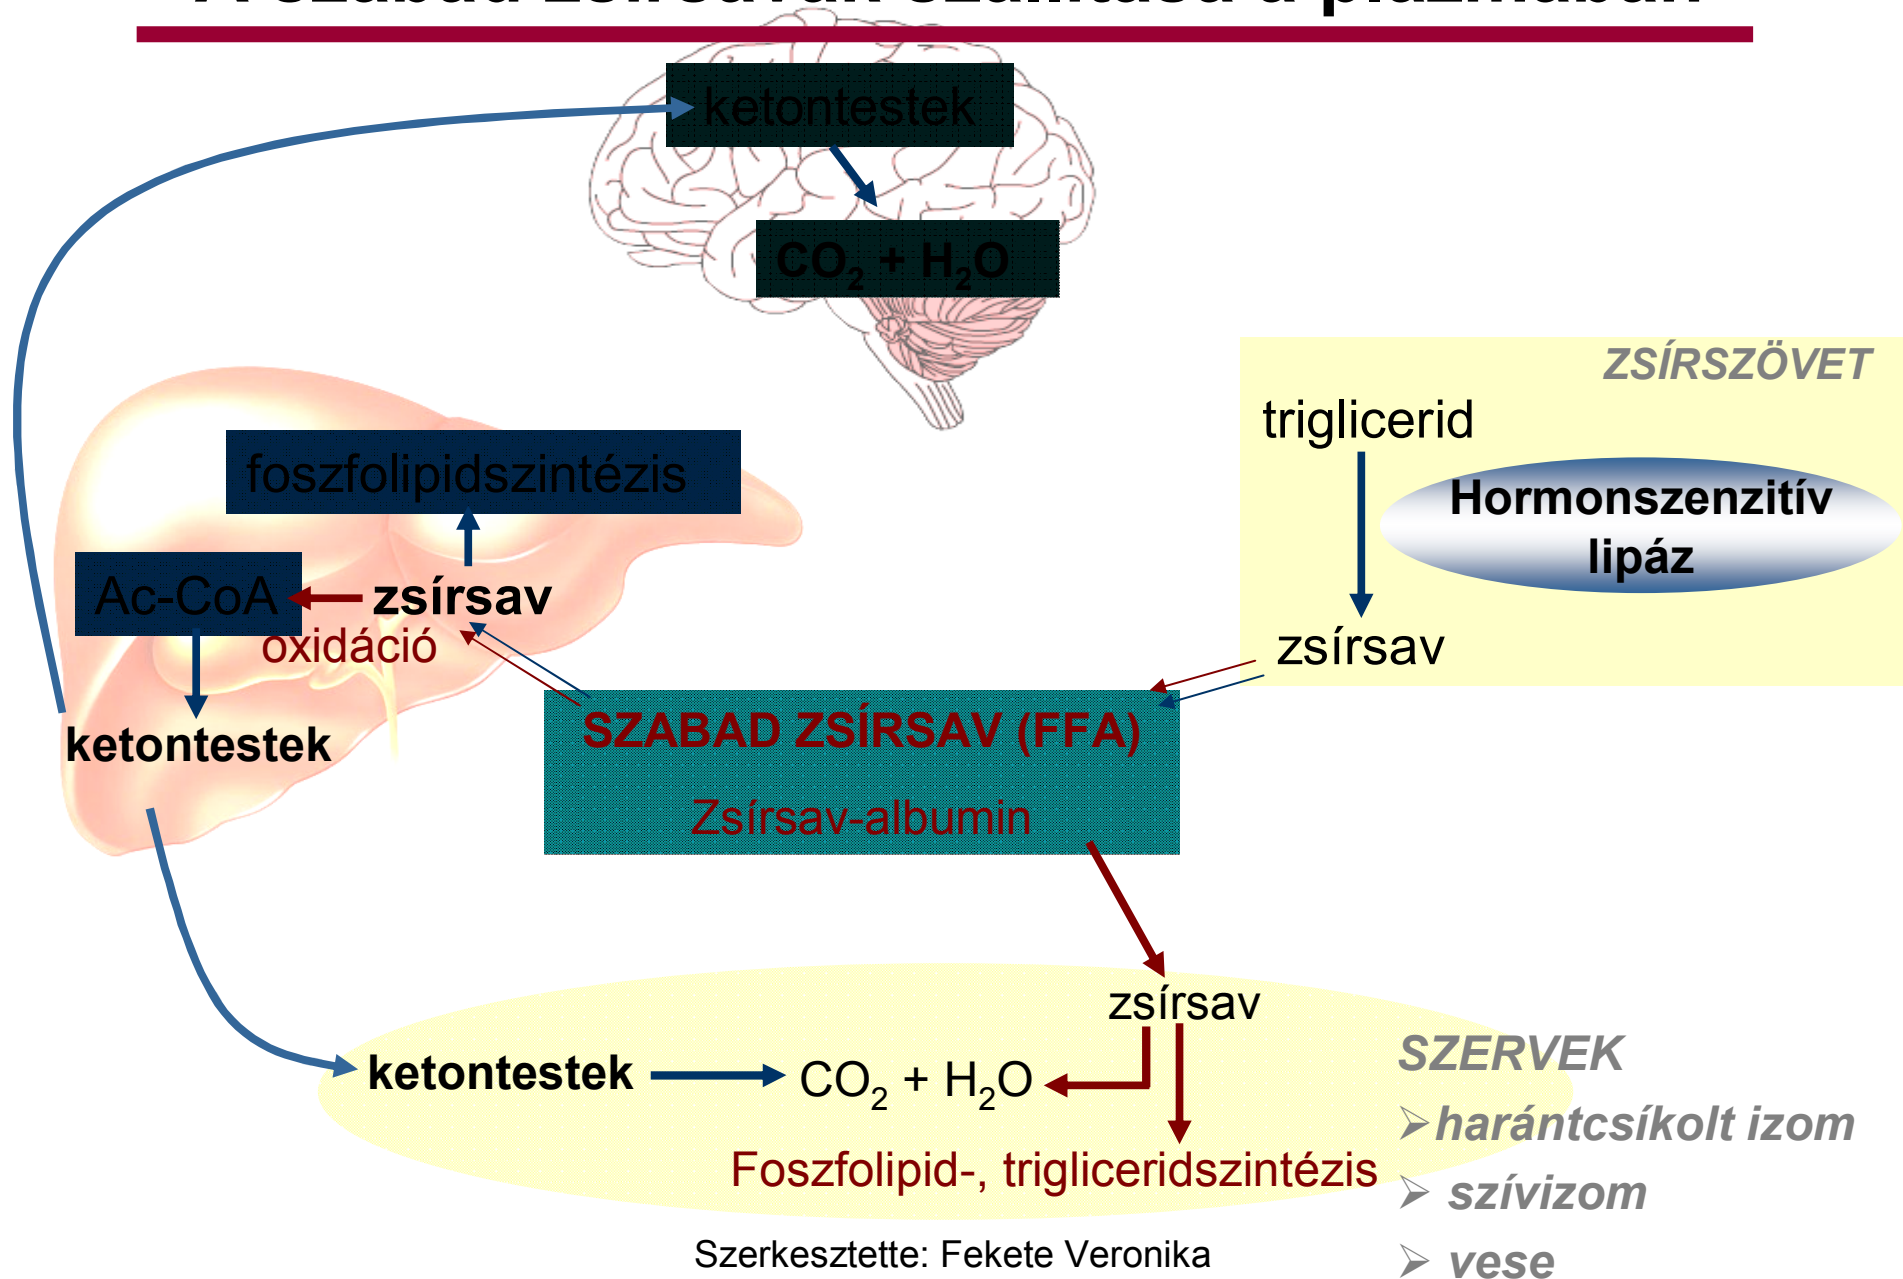 ketontestek
CO₂ + H₂O
ZSÍRSZÖVET
triglicerid
Hormonszenzitív
lipáz
zsírsav
foszfolipidszintézis
Ac-CoA
zsírsav
oxidáció
ketontestek
SZABAD ZSÍRSAV (FFA)
Zsírsav-albumin
zsírsav
ketontestek
CO₂ + H₂O
Foszfolipid-, trigliceridszintézis
SZERVEK
➢harántcsíkolt izom
➢ szívizom
➢ vese
Szerkesztette: Fekete Veronika